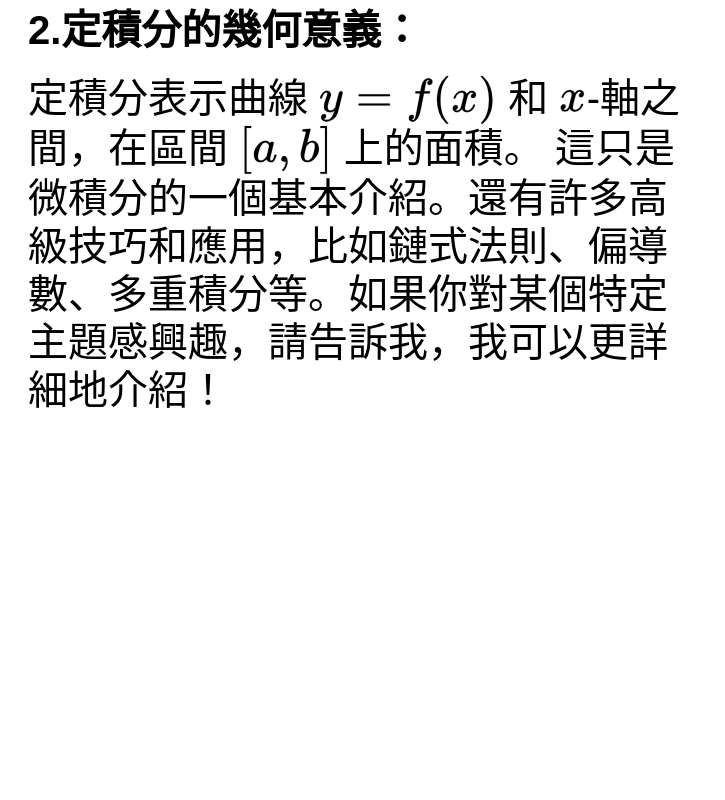 2.定積分的幾何意義：
定積分表示曲線 y = f(x) 和 x-軸之
間，在區間 [a, b] 上的面積。 這只是
微積分的一個基本介紹。還有許多高
級技巧和應用，比如鏈式法則、偏導
數、多重積分等。如果你對某個特定
主題感興趣，請告訴我，我可以更詳
細地介紹！